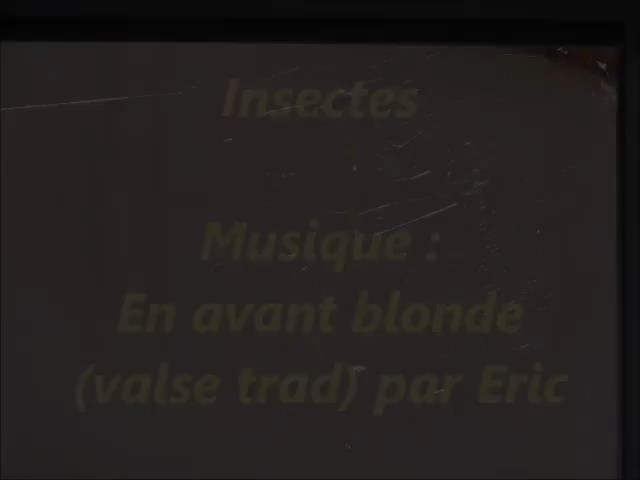 Insectes
Musique :
En avant blonde
(valse trad) par Eric